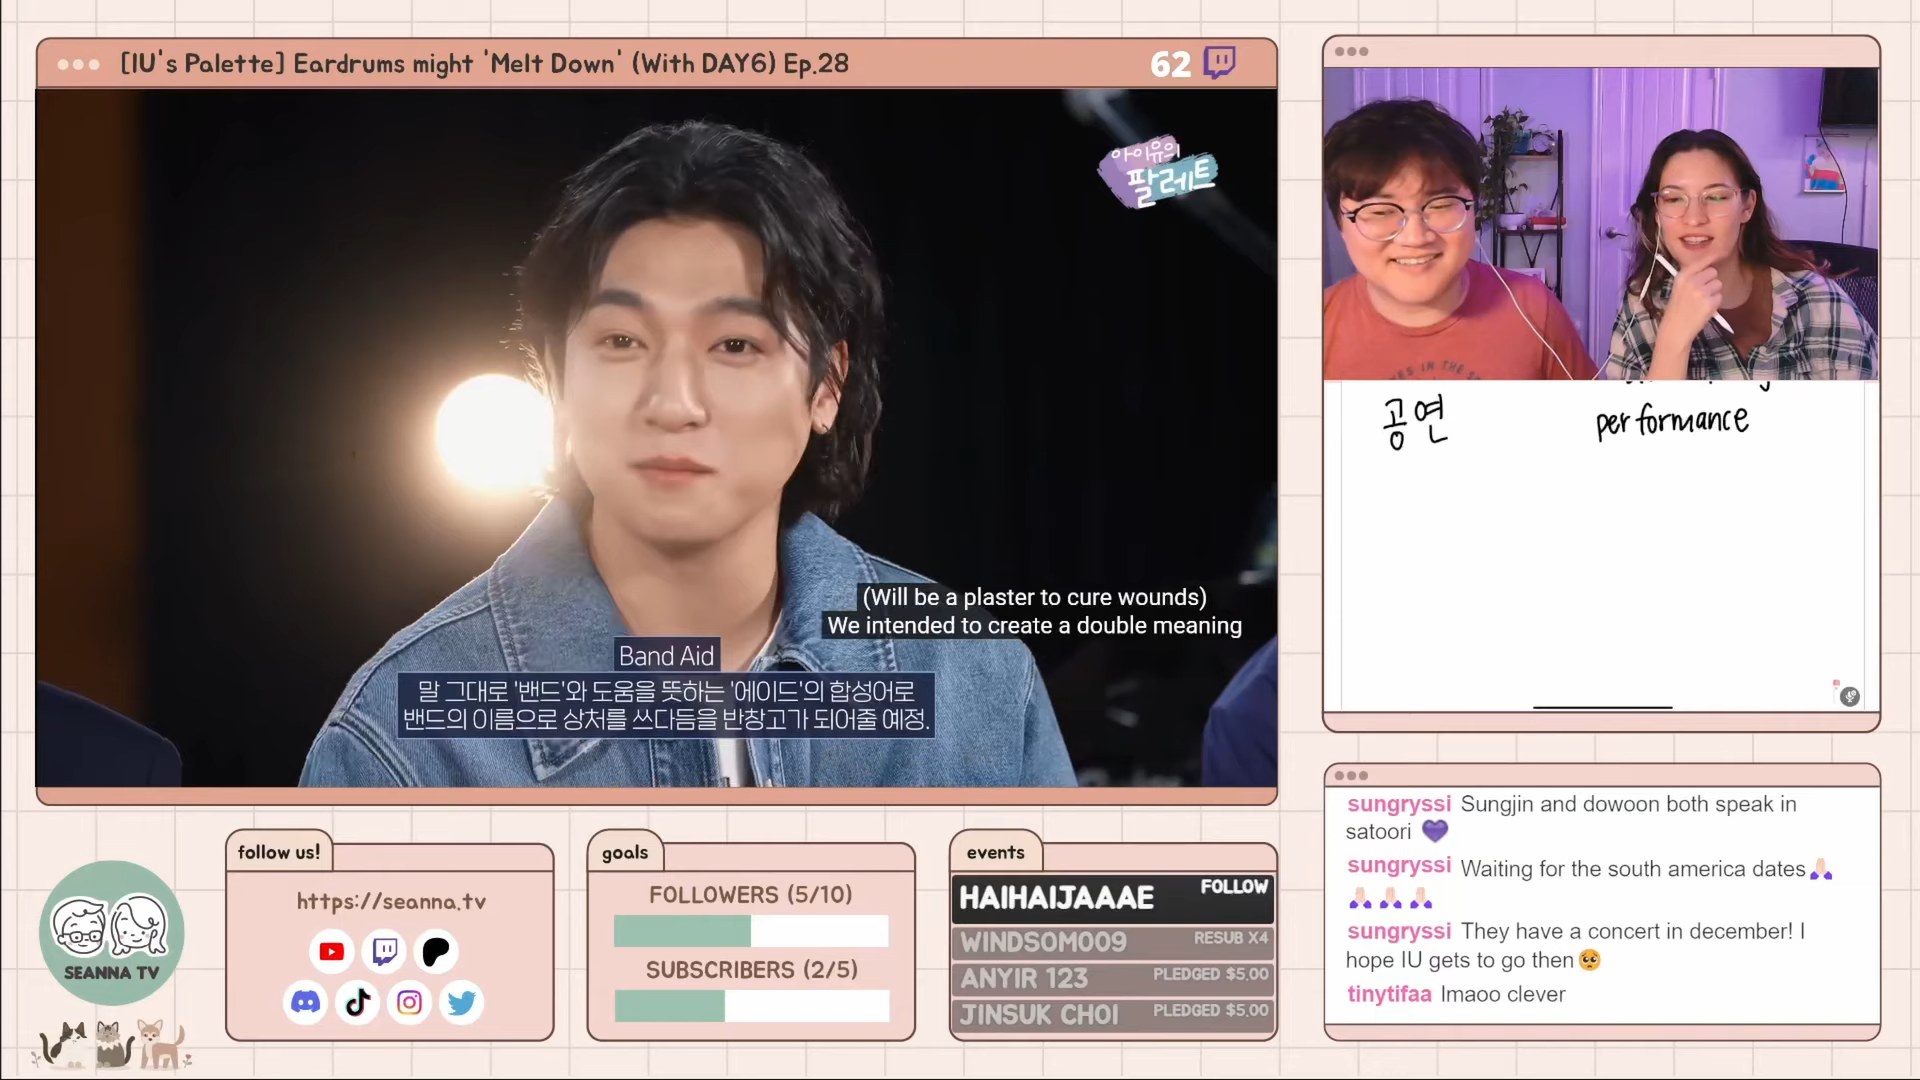 [IU's Palette] Eardrums might 'Melt Down' (With DAY6) Ep.28
62
아이유의
팔레트
(Will be a plaster to cure wounds)
We intended to create a double meaning
Band Aid
말 그대로 '밴드'와 도움을 뜻하는 '에이드'의 합성어로
밴드의 이름으로 상처를 쓰다듬을 반창고가 되어줄 예정.
공연
performance
follow us!
https://seanna.tv
SEANNA TV
goals
FOLLOWERS (5/10)
SUBSCRIBERS (2/5)
events
HAIHAIJAAAE FOLLOW
WINDSOM009 RESUB X4
ANYIR 123 PLEDGED $5.00
JINSUK CHOI PLEDGED $5.00
sungryssi Sungjin and dowoon both speak in
satoori 💜
sungryssi Waiting for the south america dates🙏🏻
🙏🏻🙏🏻🙏🏻
sungryssi They have a concert in december! I
hope IU gets to go then🥺
tinytifaa lmaoo clever